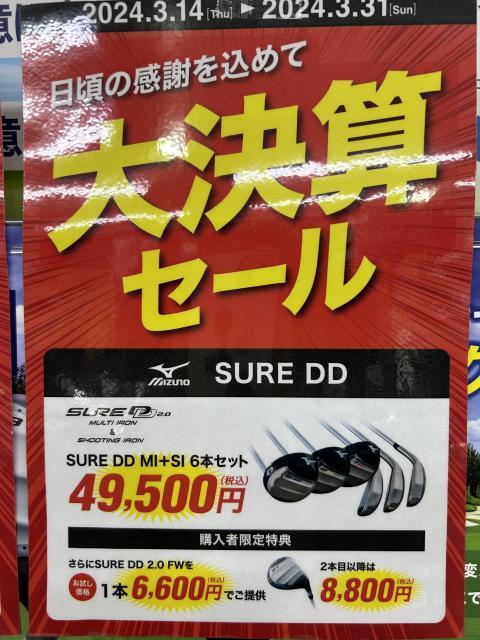 2024.3.14[Thu] ▶ 2024.3.31[Sun]
日頃の感謝を込めて
大決算
セール
MIZUNO SURE DD
SURE DD 2.0
MULTI IRON
&
SHOOTING IRON
SURE DD MI+SI 6本セット
49,500円(税込)
購入者限定特典
さらにSURE DD 2.0 FWを
お試し価格 1本6,600円(税込)でご提供
2本目以降は
8,800円(税込)